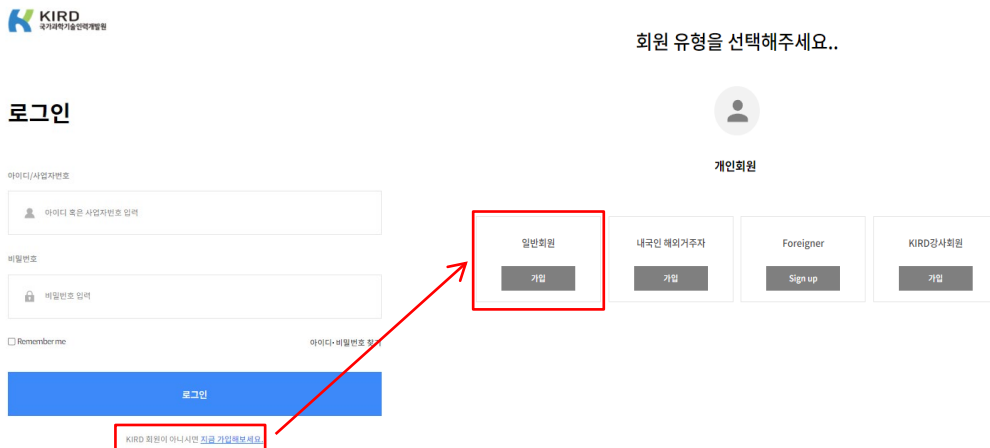 KIRD
국가과학기술인력개발원
로그인
아이디/사업자번호
아이디 혹은 사업자번호 입력
비밀번호
비밀번호 입력
Remember me
아이디• 비밀번호 찾기
로그인
KIRD 회원이 아니시면 지금 가입해보세요.
회원 유형을 선택해주세요..
개인회원
일반회원
가입
내국인 해외거주자
가입
Foreigner
Sign up
KIRD강사회원
가입